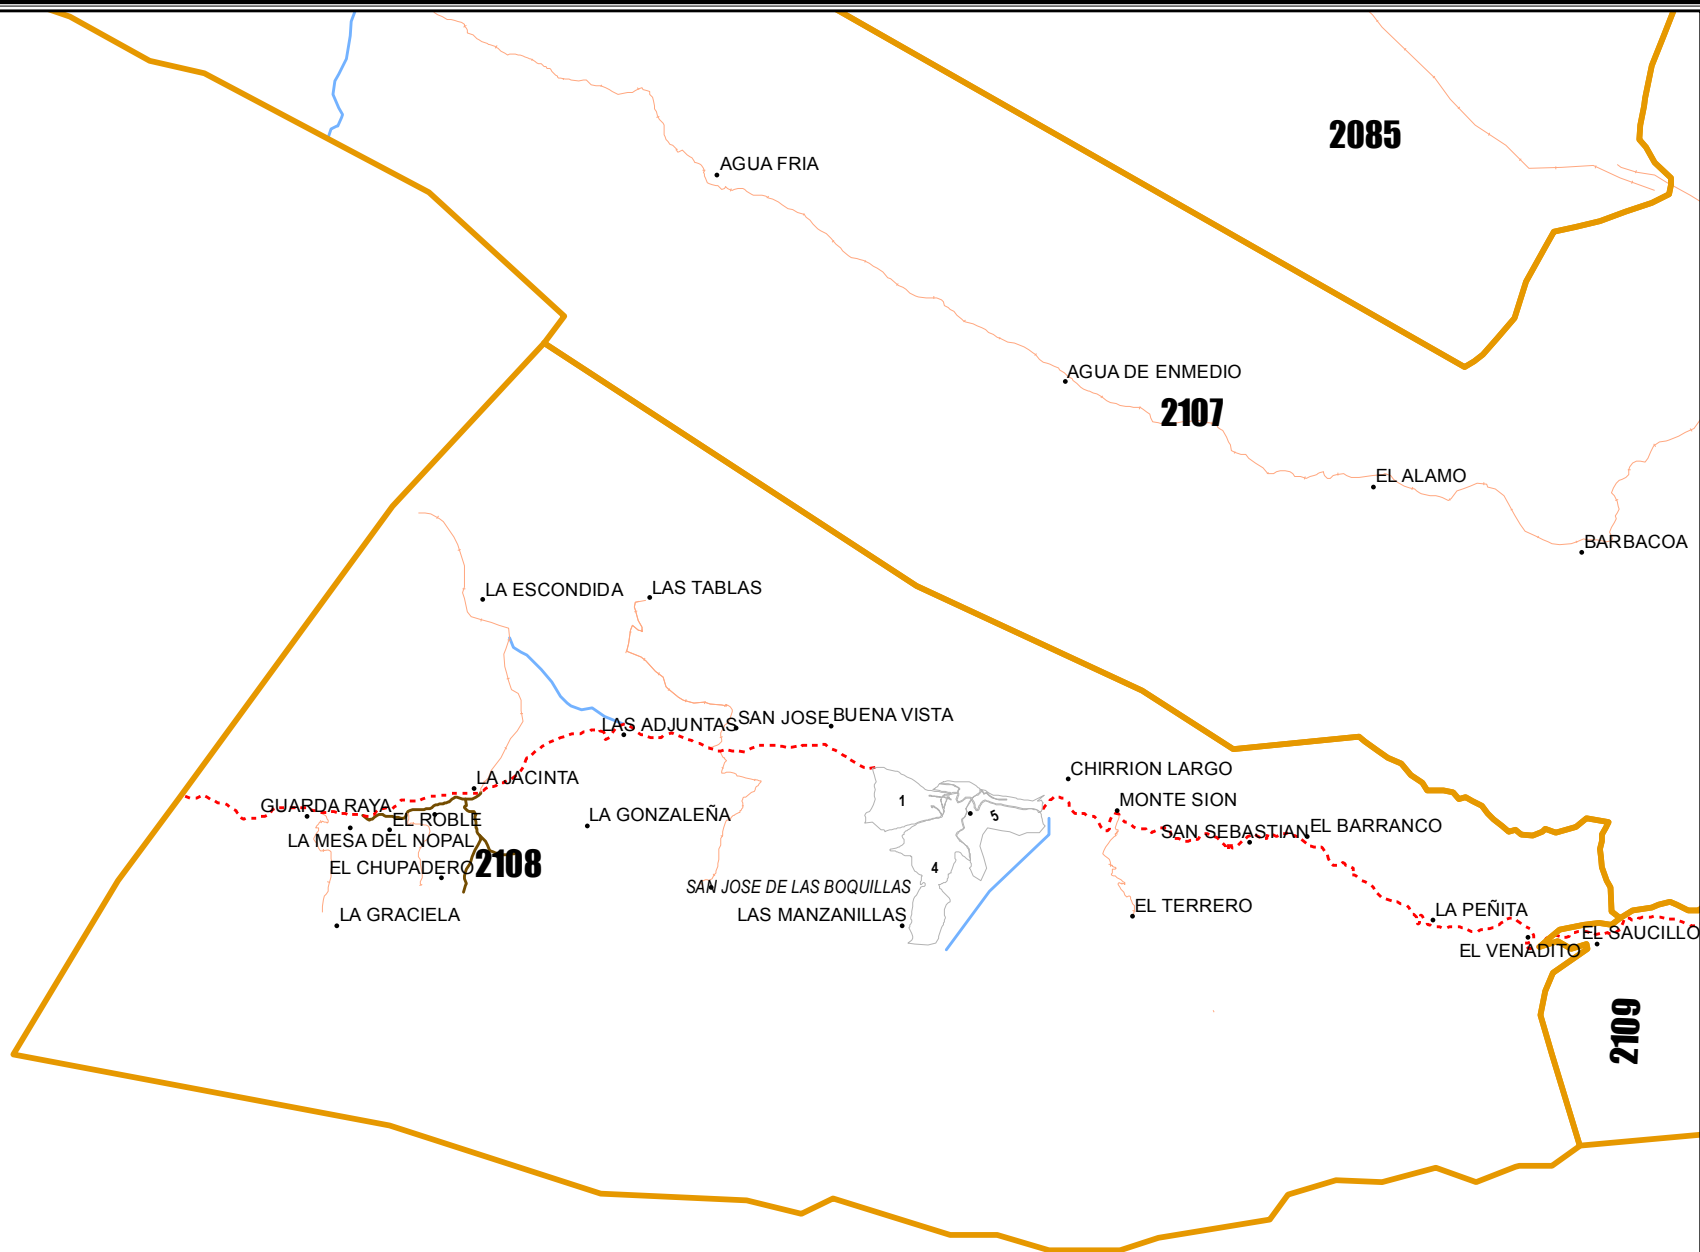 2085
AGUA FRIA
AGUA DE ENMEDIO
2107
EL ALAMO
BARBACOA
LA ESCONDIDA
LAS TABLAS
LAS ADJUNTAS
SAN JOSE
BUENA VISTA
LA JACINTA
CHIRRION LARGO
GUARDA RAYA
1
MONTE SION
EL ROBLE
LA GONZALEÑA
5
SAN SEBASTIAN
EL BARRANCO
LA MESA DEL NOPAL
EL CHUPADERO
2108
4
SAN JOSE DE LAS BOQUILLAS
LA GRACIELA
LAS MANZANILLAS
EL TERRERO
LA PEÑITA
EL SAUCILLO
EL VENADITO
2109